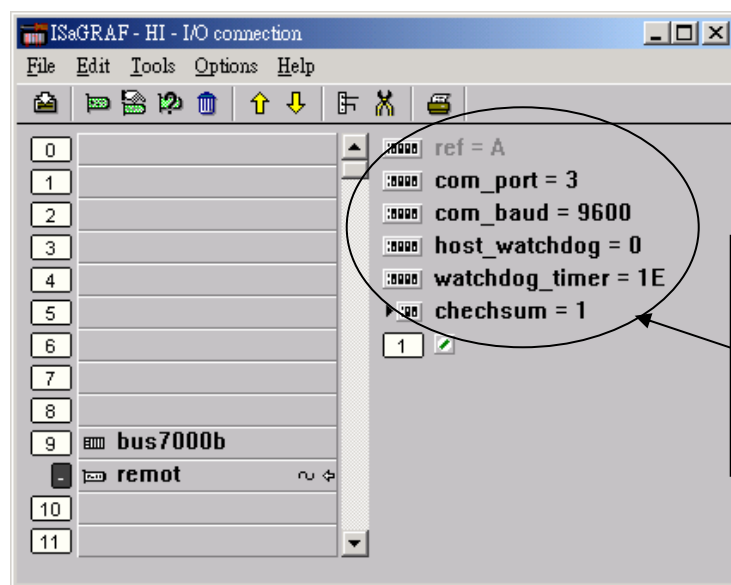 ISaGRAF - HI - I/O connection
File Edit Tools Options Help
0
1
2
3
4
5
6
7
8
9 bus7000b
- remot
10
11
ref = A
com_port = 3
com_baud = 9600
host_watchdog = 0
watchdog_timer = 1E
chechsum = 1
1